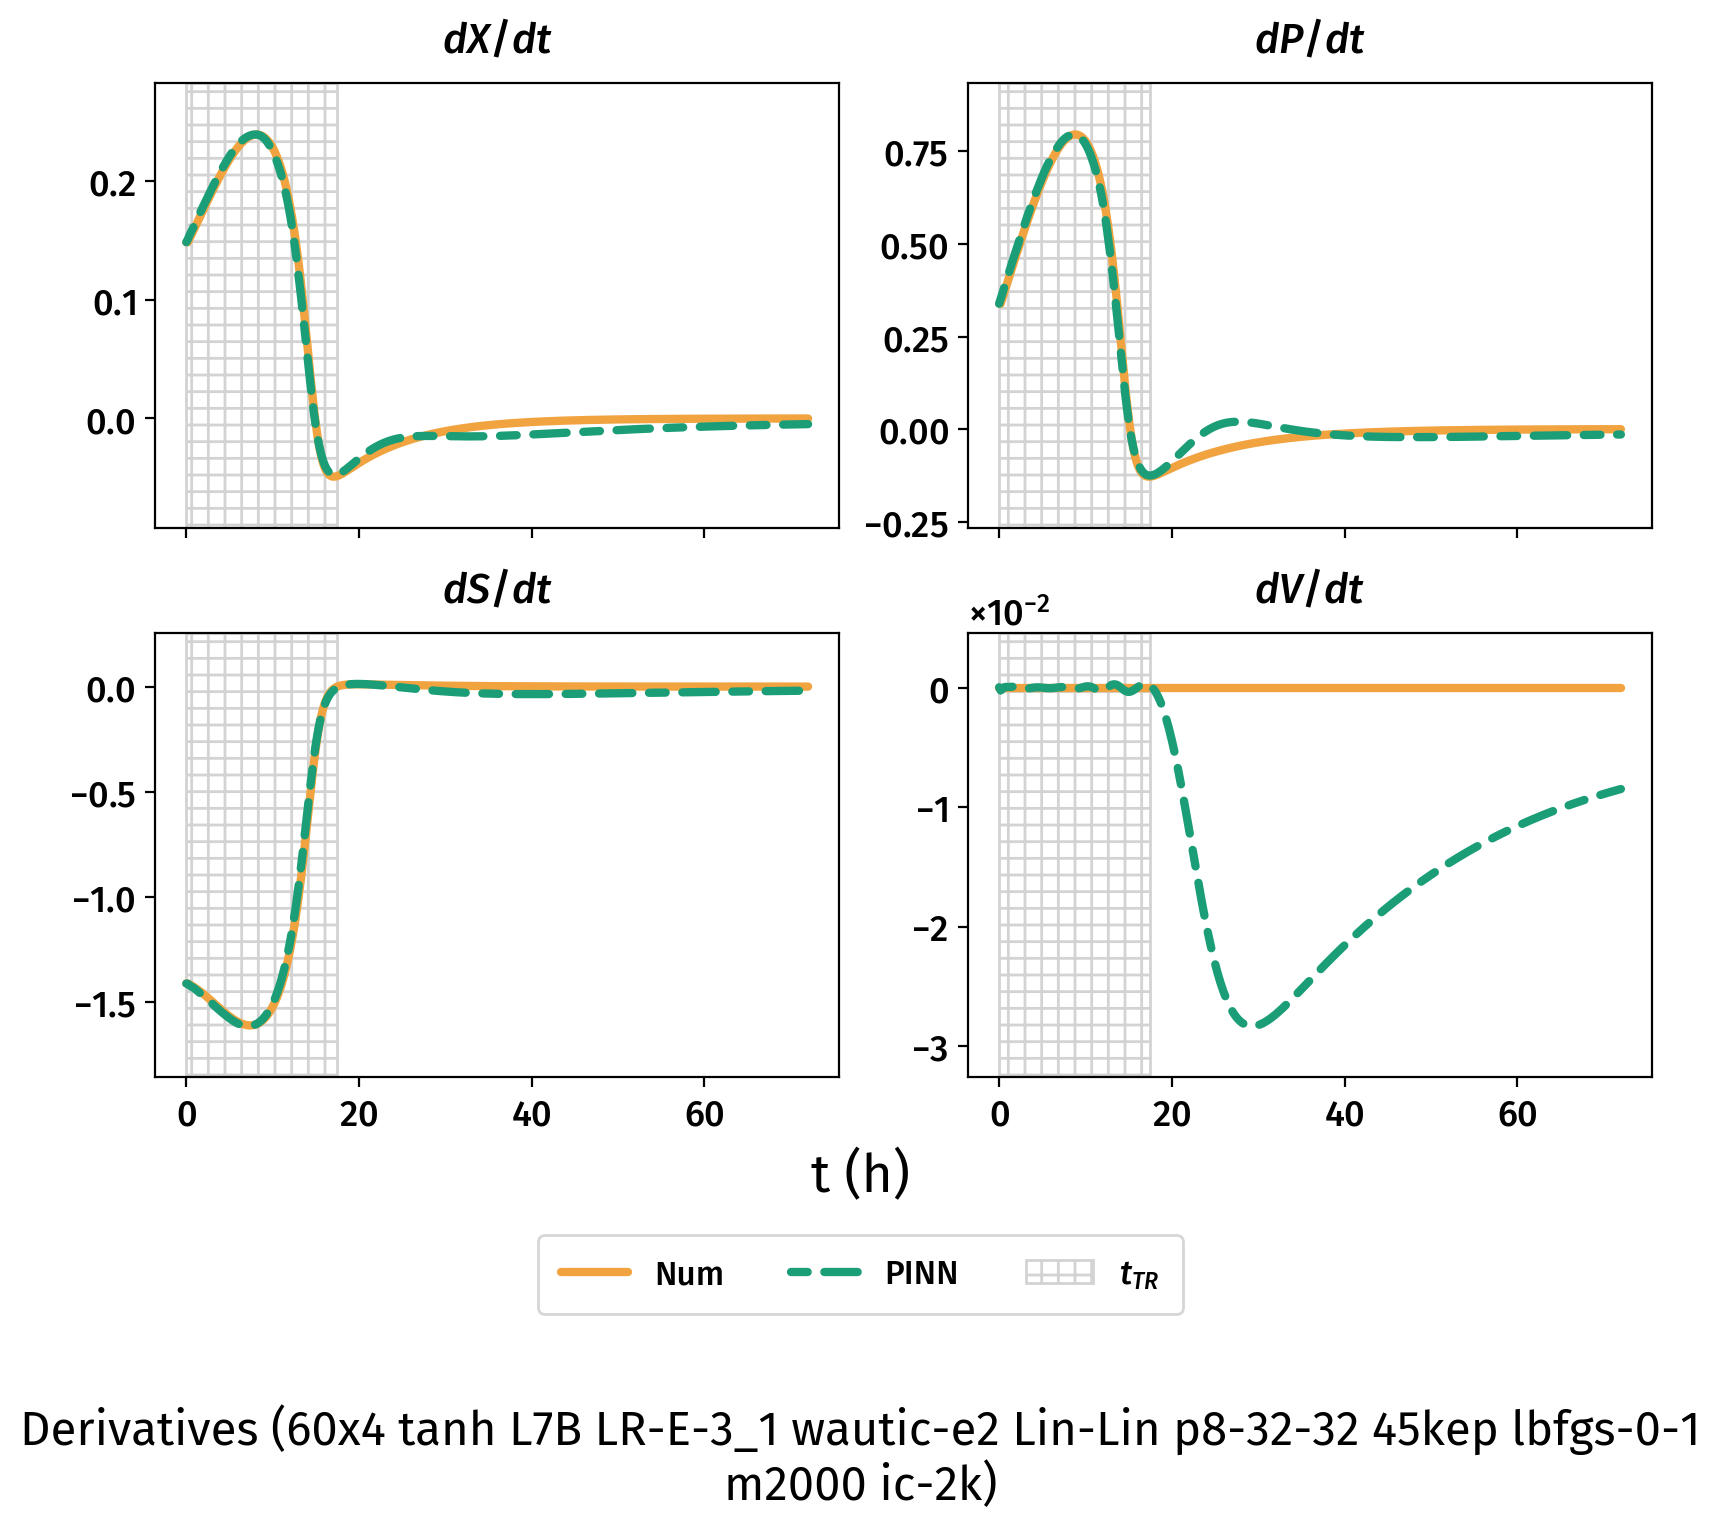 dX/dt
dP/dt
0.2
0.1
0.0
0.75
0.50
0.25
0.00
−0.25
dS/dt
dV/dt
×10⁻²
0.0
−0.5
−1.0
−1.5
0
−1
−2
−3
0 20 40 60
0 20 40 60
t (h)
Num PINN t_TR
Derivatives (60x4 tanh L7B LR-E-3_1 wautic-e2 Lin-Lin p8-32-32 45kep lbfgs-0-1
m2000 ic-2k)